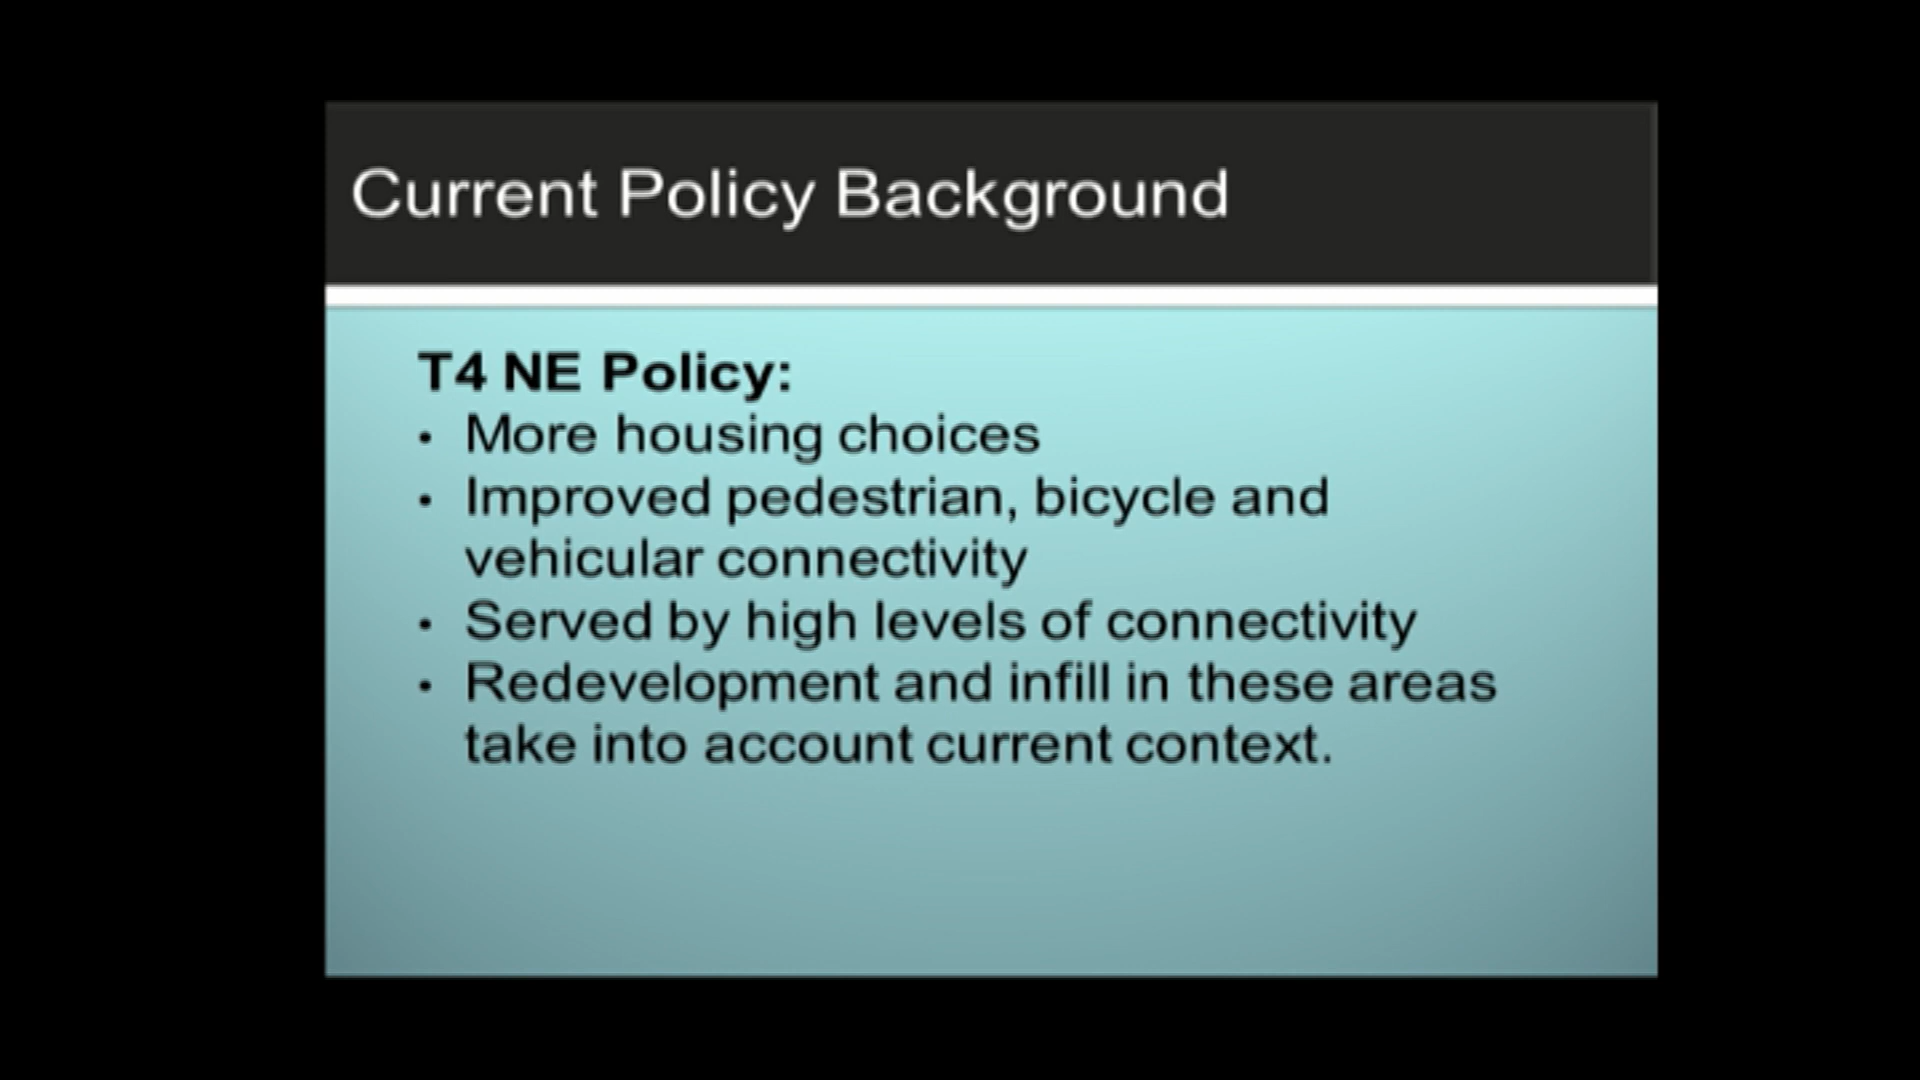 Current Policy Background
T4 NE Policy:
• More housing choices
• Improved pedestrian, bicycle and
vehicular connectivity
• Served by high levels of connectivity
• Redevelopment and infill in these areas
take into account current context.